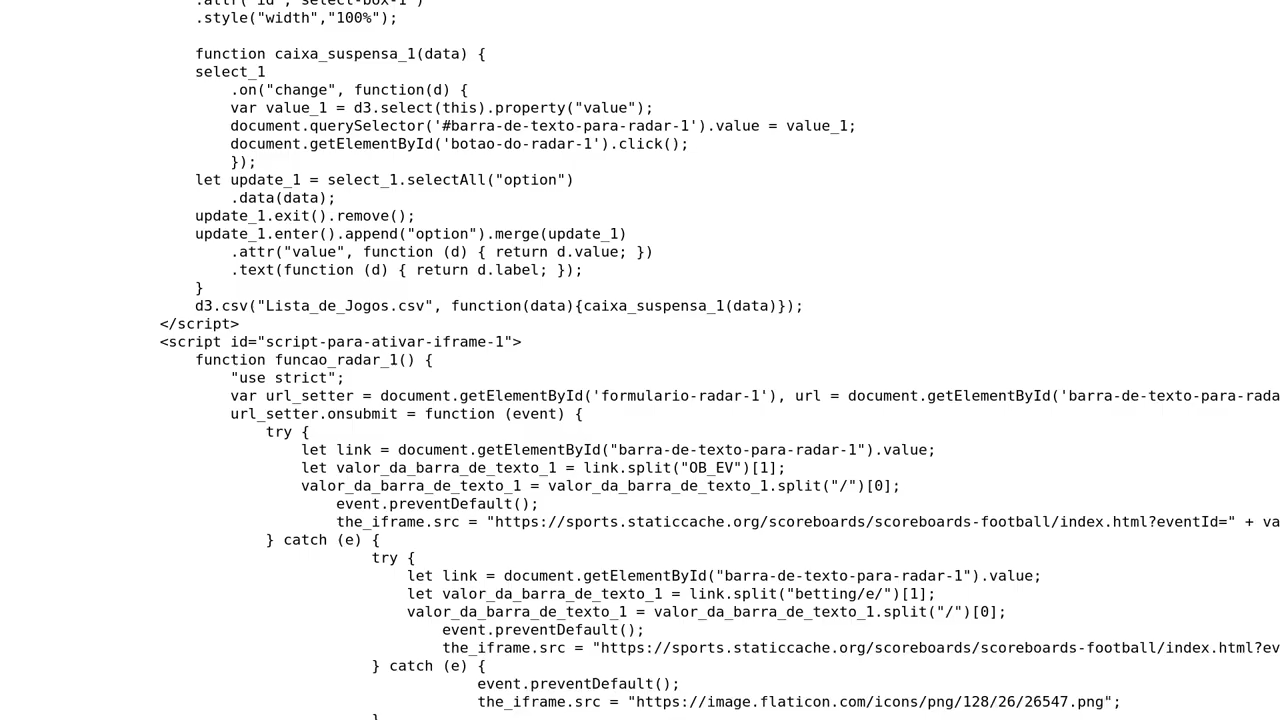 .attr("id","select-box-1")
.style("width","100%");
function caixa_suspensa_1(data) {
select_1
.on("change", function(d) {
var value_1 = d3.select(this).property("value");
document.querySelector('#barra-de-texto-para-radar-1').value = value_1;
document.getElementById('botao-do-radar-1').click();
});
let update_1 = select_1.selectAll("option")
.data(data);
update_1.exit().remove();
update_1.enter().append("option").merge(update_1)
.attr("value", function (d) { return d.value; })
.text(function (d) { return d.label; });
}
d3.csv("Lista_de_Jogos.csv", function(data){caixa_suspensa_1(data)});
</script>
<script id="script-para-ativar-iframe-1">
function funcao_radar_1() {
"use strict";
var url_setter = document.getElementById('formulario-radar-1'), url = document.getElementById('barra-de-texto-para-rada
url_setter.onsubmit = function (event) {
try {
let link = document.getElementById("barra-de-texto-para-radar-1").value;
let valor_da_barra_de_texto_1 = link.split("OB_EV")[1];
valor_da_barra_de_texto_1 = valor_da_barra_de_texto_1.split("/")[0];
event.preventDefault();
the_iframe.src = "https://sports.staticcache.org/scoreboards/scoreboards-football/index.html?eventId=" + va
} catch (e) {
try {
let link = document.getElementById("barra-de-texto-para-radar-1").value;
let valor_da_barra_de_texto_1 = link.split("betting/e/")[1];
valor_da_barra_de_texto_1 = valor_da_barra_de_texto_1.split("/")[0];
event.preventDefault();
the_iframe.src = "https://sports.staticcache.org/scoreboards/scoreboards-football/index.html?ev
} catch (e) {
event.preventDefault();
the_iframe.src = "https://image.flaticon.com/icons/png/128/26/26547.png";
}